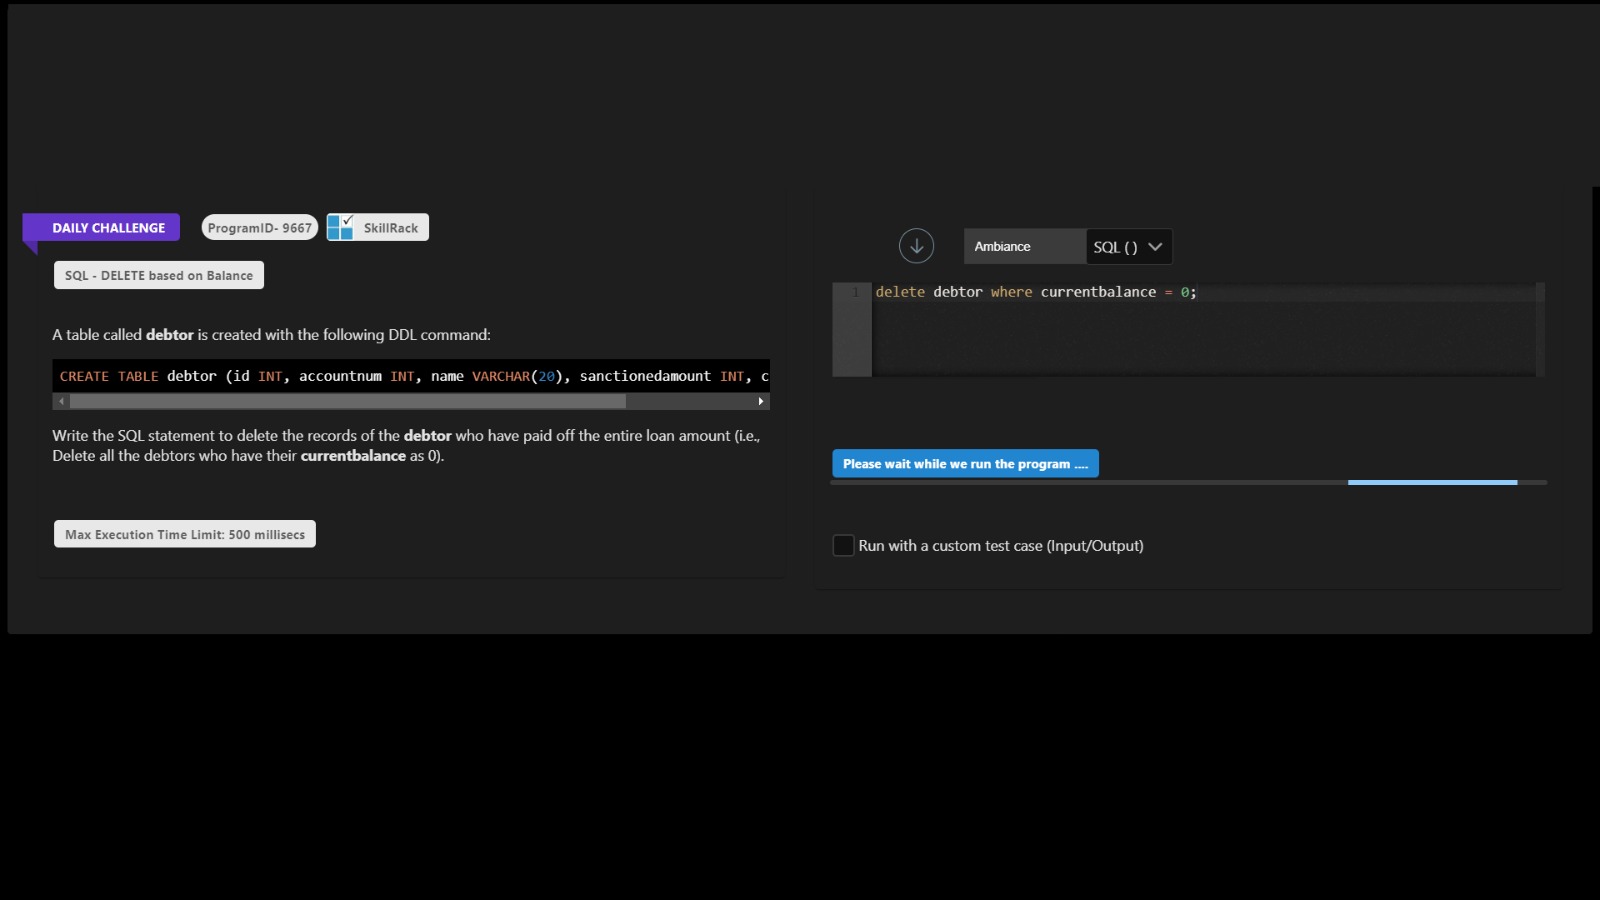 DAILY CHALLENGE
ProgramID- 9667
SkillRack
SQL - DELETE based on Balance
A table called debtor is created with the following DDL command:
CREATE TABLE debtor (id INT, accountnum INT, name VARCHAR(20), sanctionedamount INT, c
Write the SQL statement to delete the records of the debtor who have paid off the entire loan amount (i.e.,
Delete all the debtors who have their currentbalance as 0).
Max Execution Time Limit: 500 millisecs
Ambiance
SQL ( )
1
delete debtor where currentbalance = 0;
Please wait while we run the program ....
Run with a custom test case (Input/Output)